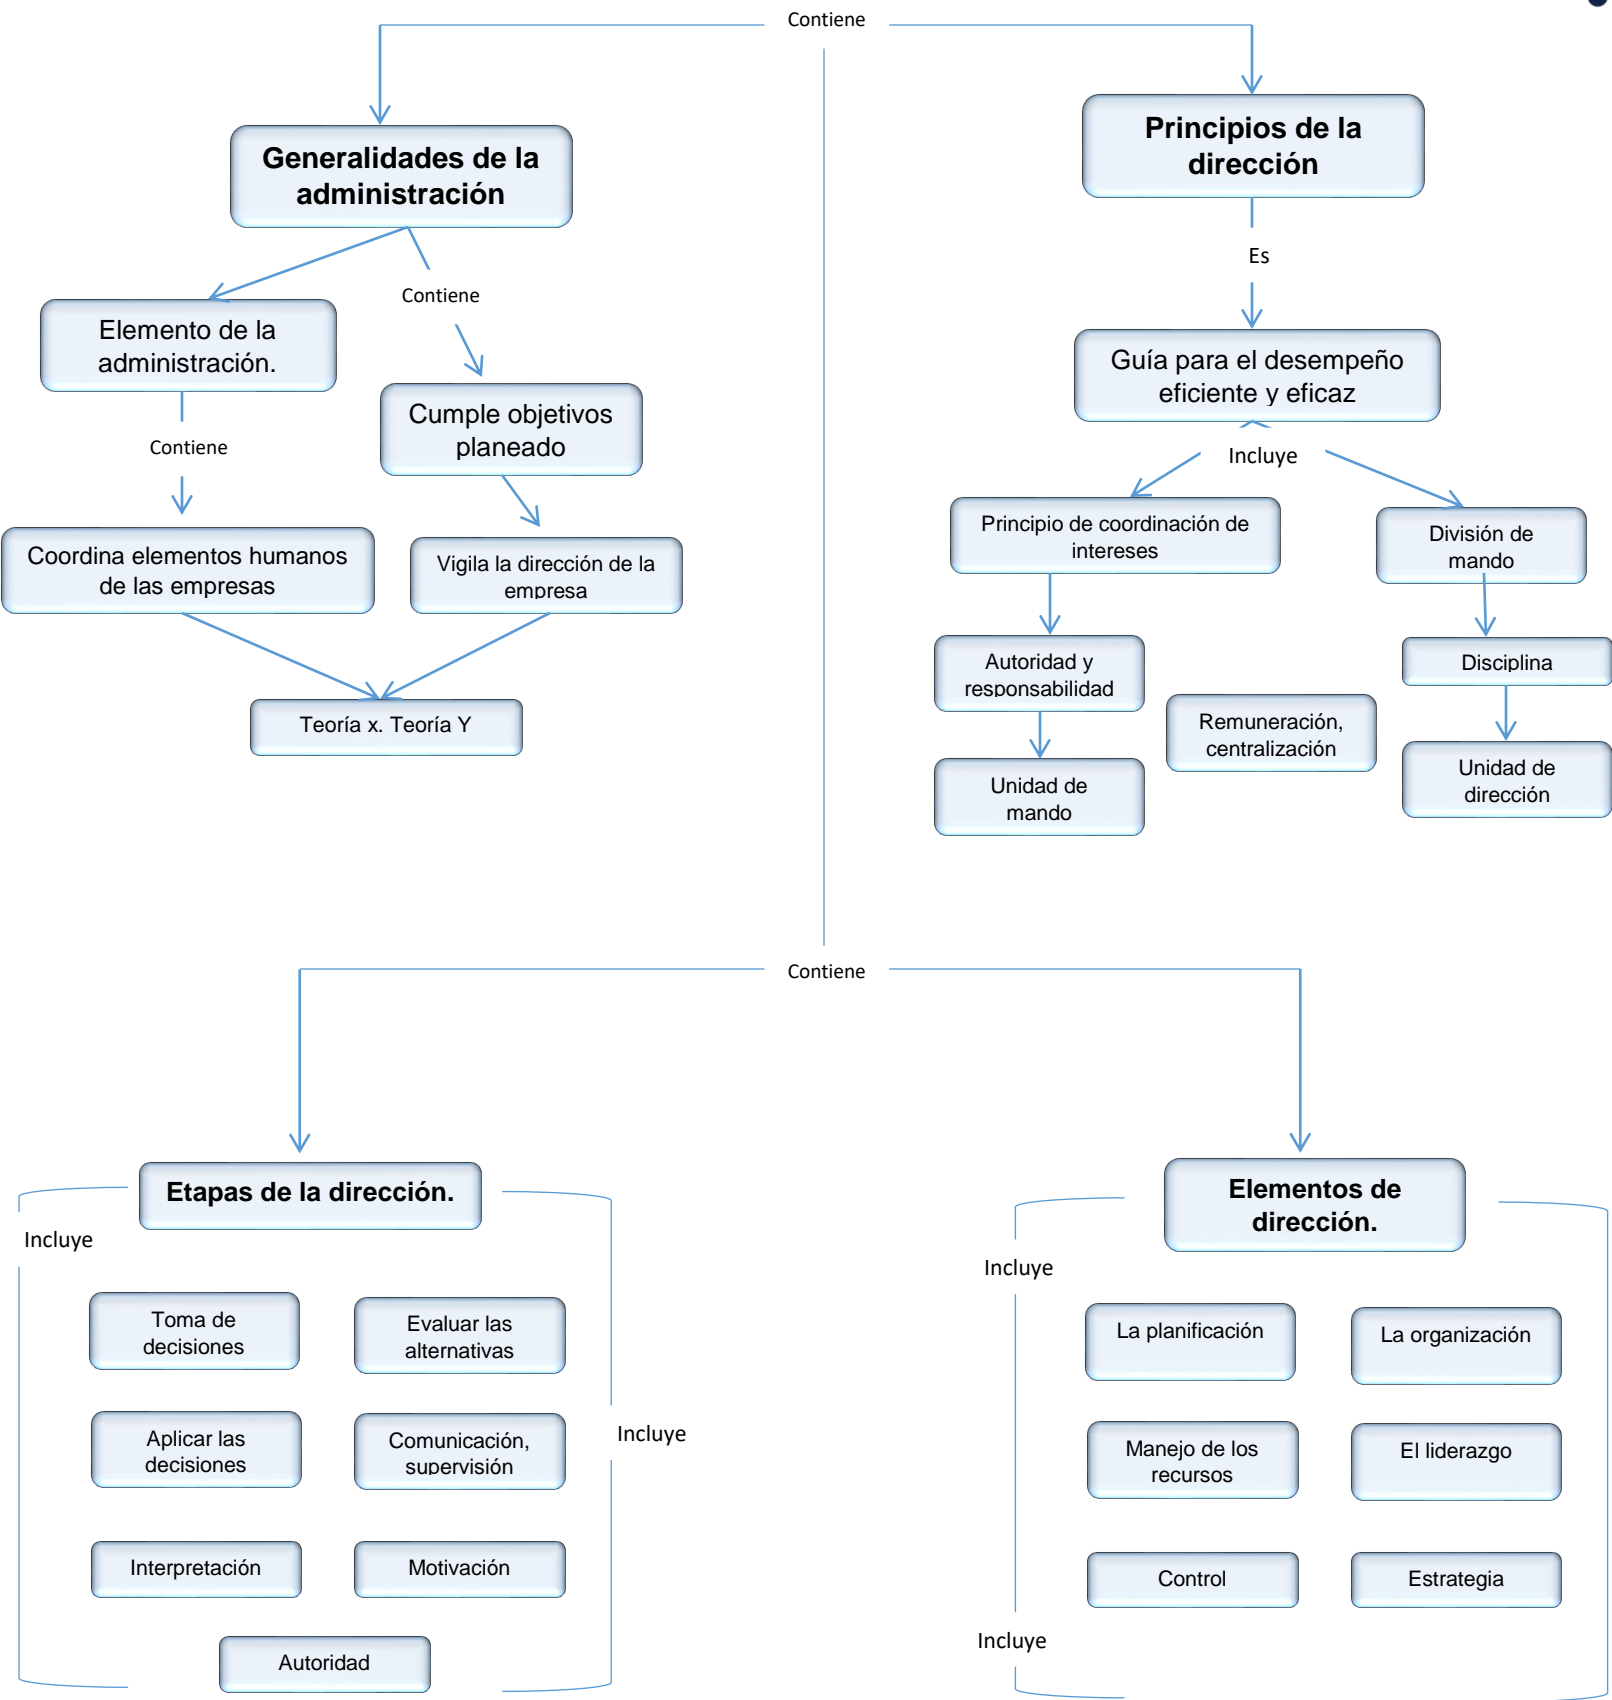 Contiene
Generalidades de la
administración
Principios de la
dirección
Contiene
Es
Elemento de la
administración.
Cumple objetivos
planeado
Guía para el desempeño
eficiente y eficaz
Contiene
Incluye
Coordina elementos humanos
de las empresas
Vigila la dirección de la
empresa
Principio de coordinación de
intereses
División de
mando
Teoría x. Teoría Y
Autoridad y
responsabilidad
Disciplina
Remuneración,
centralización
Unidad de
mando
Unidad de
dirección
Contiene
Etapas de la dirección.
Incluye
Toma de
decisiones
Evaluar las
alternativas
Aplicar las
decisiones
Comunicación,
supervisión
Incluye
Interpretación
Motivación
Autoridad
Elementos de
dirección.
Incluye
La planificación
La organización
Manejo de los
recursos
El liderazgo
Control
Estrategia
Incluye